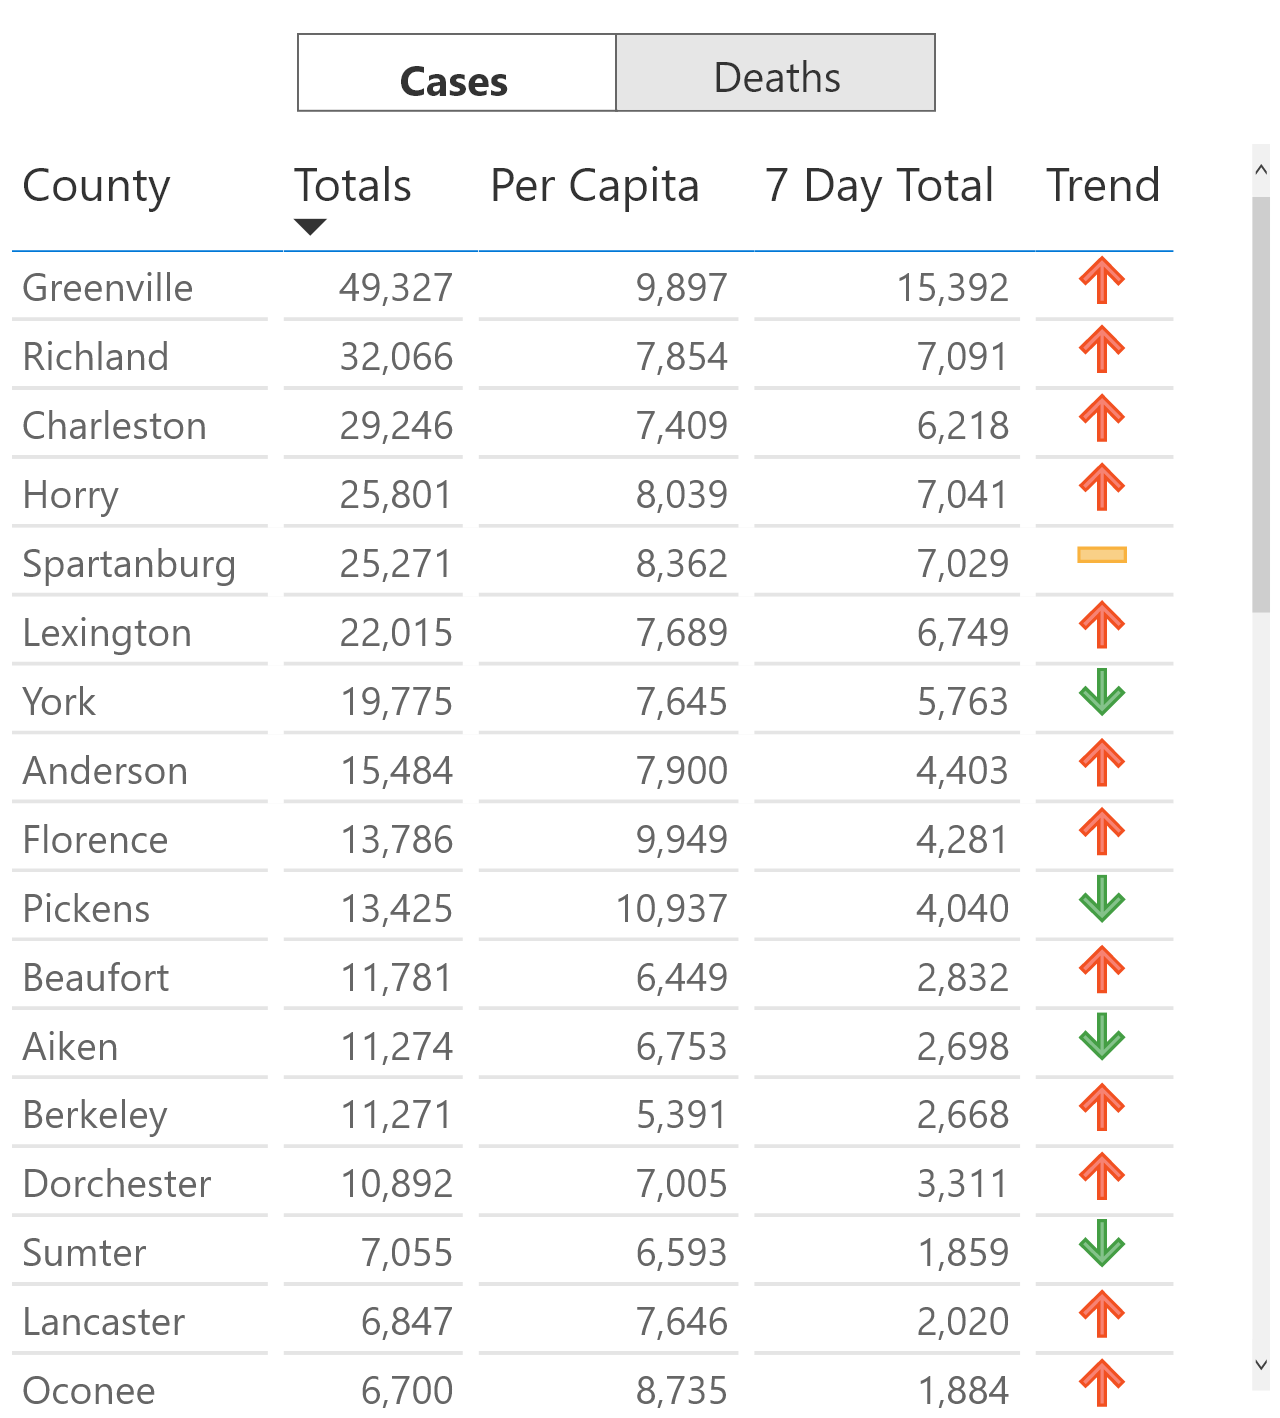 Cases Deaths
County Totals Per Capita 7 Day Total Trend
Greenville 49,327 9,897 15,392
Richland 32,066 7,854 7,091
Charleston 29,246 7,409 6,218
Horry 25,801 8,039 7,041
Spartanburg 25,271 8,362 7,029
Lexington 22,015 7,689 6,749
York 19,775 7,645 5,763
Anderson 15,484 7,900 4,403
Florence 13,786 9,949 4,281
Pickens 13,425 10,937 4,040
Beaufort 11,781 6,449 2,832
Aiken 11,274 6,753 2,698
Berkeley 11,271 5,391 2,668
Dorchester 10,892 7,005 3,311
Sumter 7,055 6,593 1,859
Lancaster 6,847 7,646 2,020
Oconee 6,700 8,735 1,884